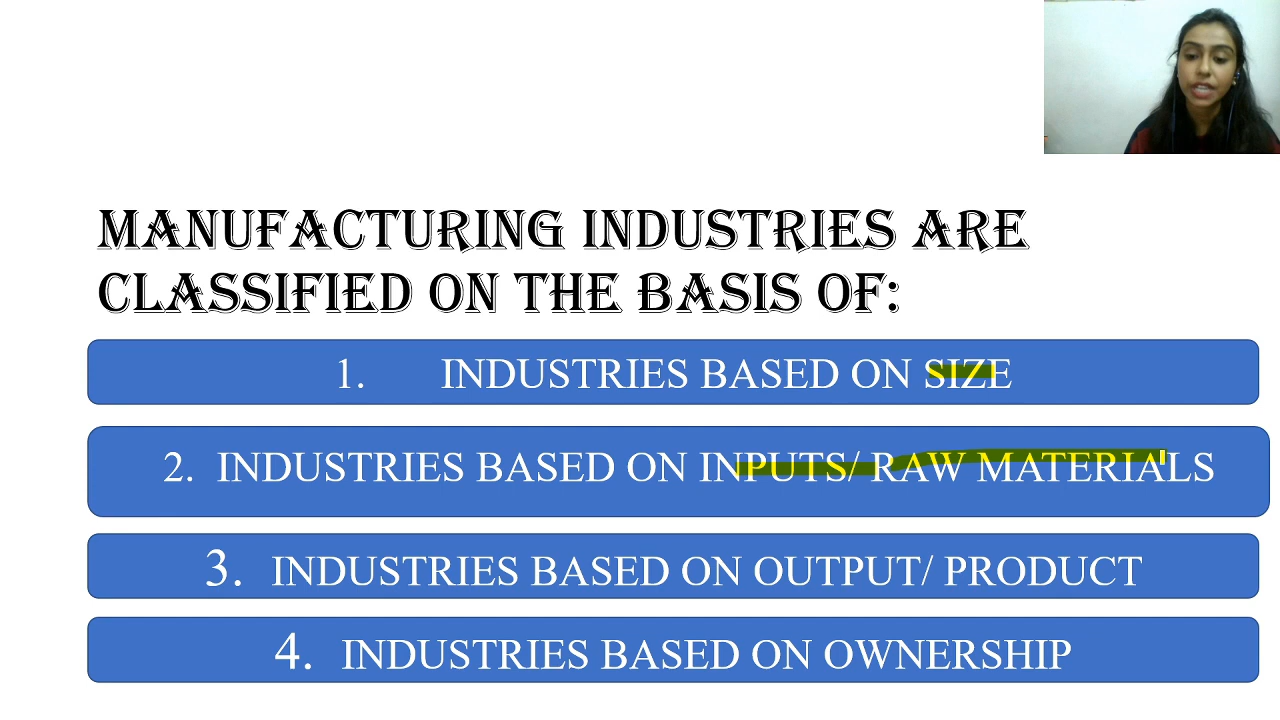 MANUFACTURING INDUSTRIES ARE
CLASSIFIED ON THE BASIS OF:
1. INDUSTRIES BASED ON SIZE
2. INDUSTRIES BASED ON INPUTS/ RAW MATERIALS
3. INDUSTRIES BASED ON OUTPUT/ PRODUCT
4. INDUSTRIES BASED ON OWNERSHIP